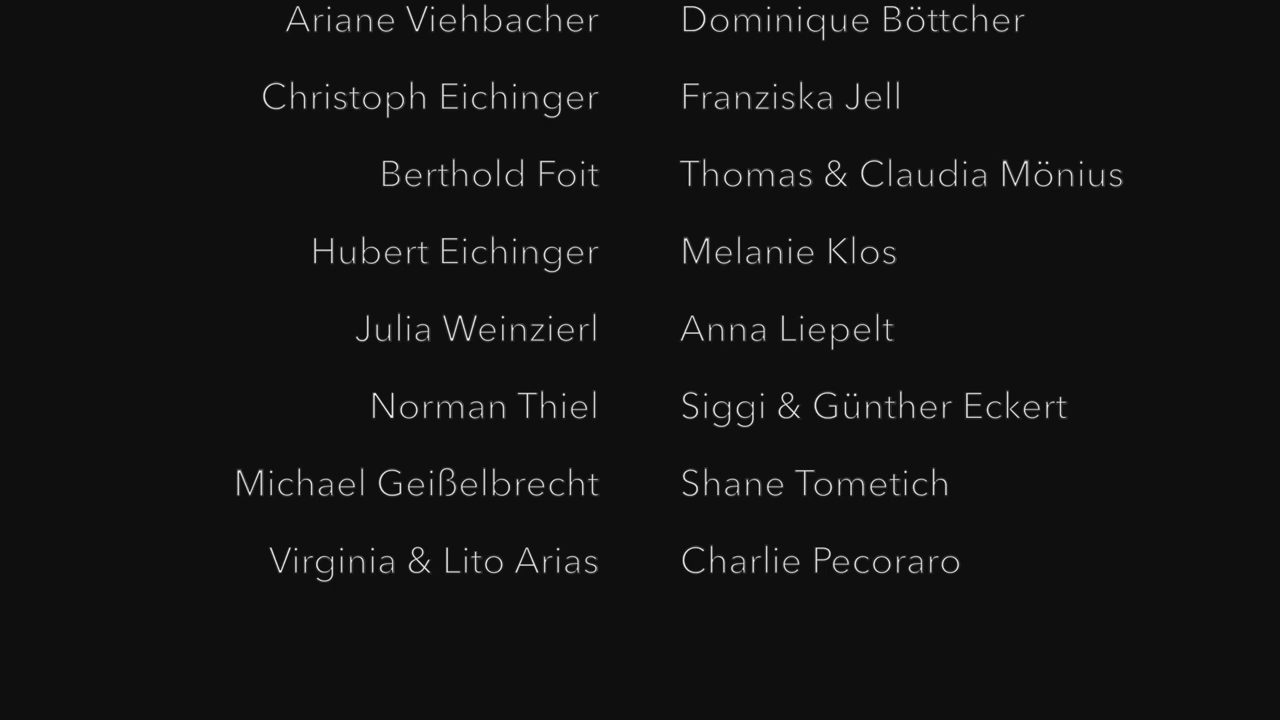 Ariane Viehbacher Dominique Böttcher
Christoph Eichinger Franziska Jell
Berthold Foit Thomas & Claudia Mönius
Hubert Eichinger Melanie Klos
Julia Weinzierl Anna Liepelt
Norman Thiel Siggi & Günther Eckert
Michael Geißelbrecht Shane Tometich
Virginia & Lito Arias Charlie Pecoraro